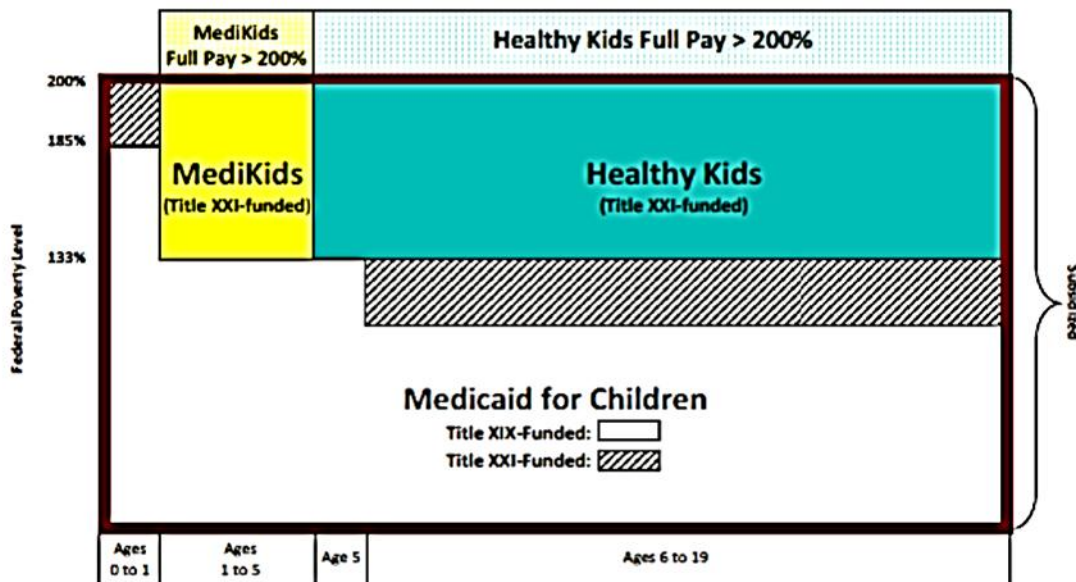 MediKids
Full Pay > 200%
Healthy Kids Full Pay > 200%
200%
185%
133%
Federal Poverty Level
MediKids
(Title XXI-funded)
Healthy Kids
(Title XXI-funded)
Subsidized
Medicaid for Children
Title XIX-Funded:
Title XXI-Funded:
Ages
0 to 1
Ages
1 to 5
Age 5
Ages 6 to 19